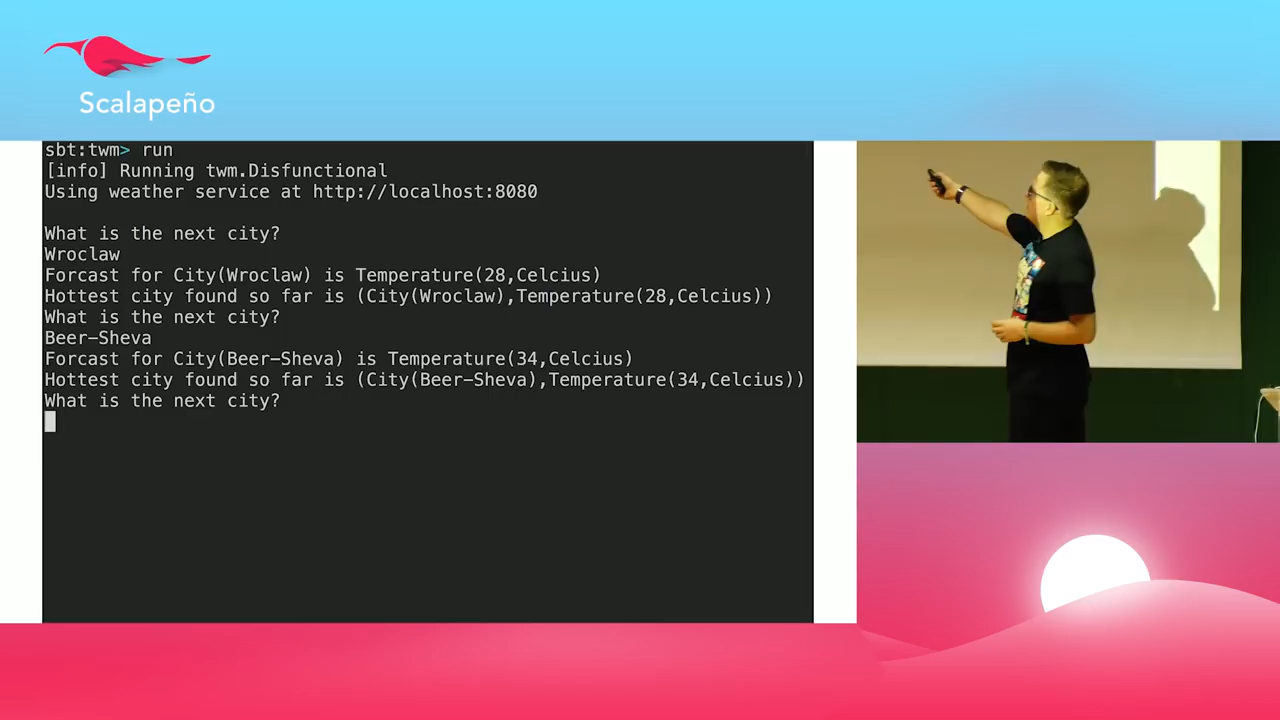 Scalapeño
sbt:twm> run
[info] Running twm.Disfunctional
Using weather service at http://localhost:8080
What is the next city?
Wroclaw
Forcast for City(Wroclaw) is Temperature(28,Celcius)
Hottest city found so far is (City(Wroclaw),Temperature(28,Celcius))
What is the next city?
Beer-Sheva
Forcast for City(Beer-Sheva) is Temperature(34,Celcius)
Hottest city found so far is (City(Beer-Sheva),Temperature(34,Celcius))
What is the next city?